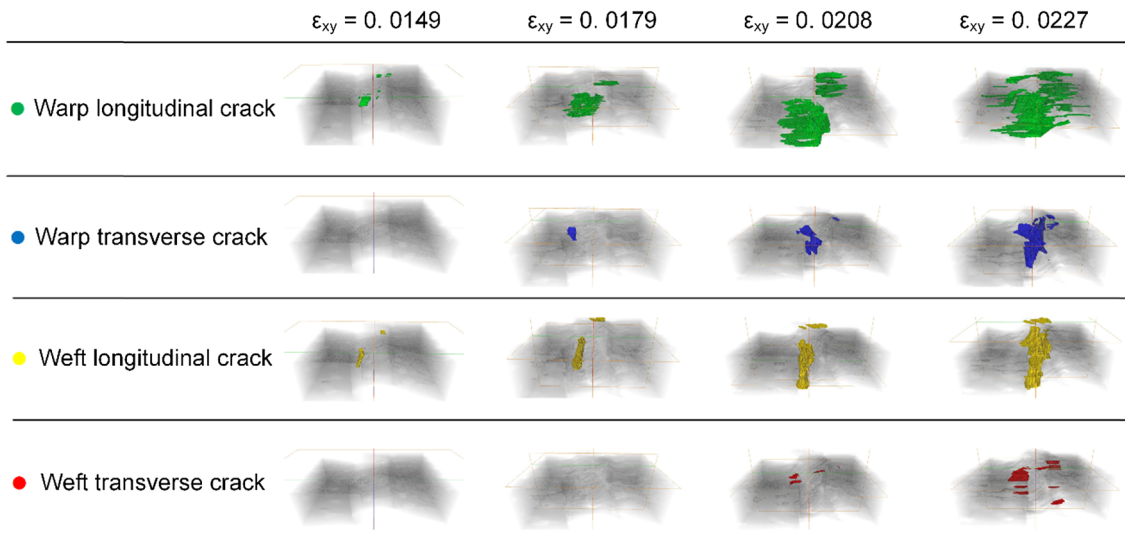 εxy = 0. 0149 εxy = 0. 0179 εxy = 0. 0208 εxy = 0. 0227
Warp longitudinal crack
Warp transverse crack
Weft longitudinal crack
Weft transverse crack